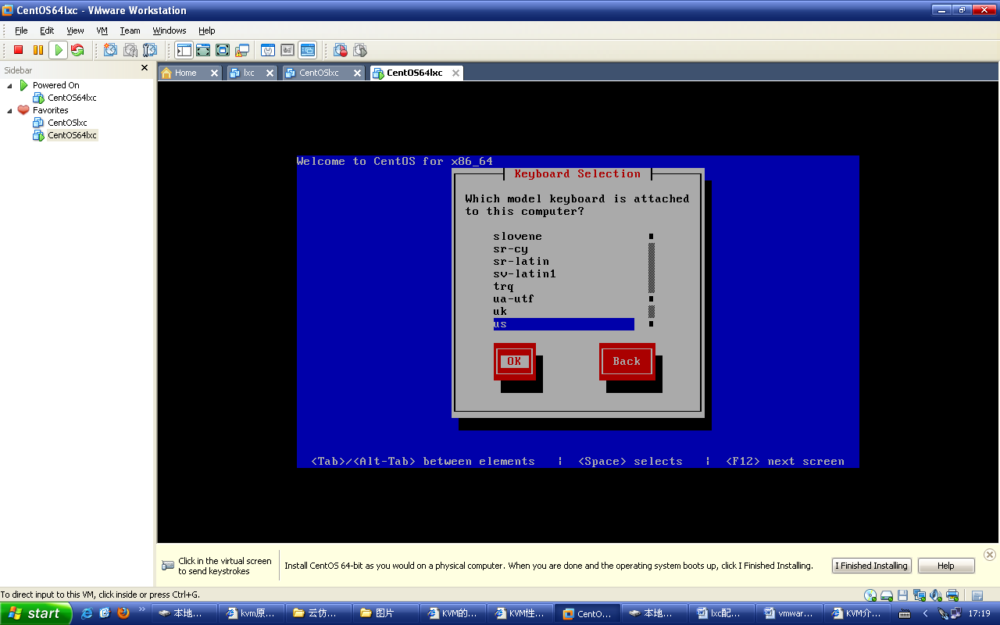 CentOS64lxc - VMware Workstation
File Edit View VM Team Windows Help
Sidebar
Powered On
CentOS64lxc
Favorites
CentOSlxc
CentOS64lxc
Home lxc CentOSlxc CentOS64lxc
Welcome to CentOS for x86_64
Keyboard Selection
Which model keyboard is attached
to this computer?
slovene
sr-cy
sr-latin
sv-latin1
trq
ua-utf
uk
us
OK Back
<Tab>/<Alt-Tab> between elements | <Space> selects | <F12> next screen
Click in the virtual screen
to send keystrokes
Install CentOS 64-bit as you would on a physical computer. When you are done and the operating system boots up, click I Finished Installing.
I Finished Installing Help
To direct input to this VM, click inside or press Ctrl+G.
start 本地... kvm原... 云仿... 图片 KVM的... KVM性... CentO... 本地... lxc配... vmwar... KVM介... 17:19